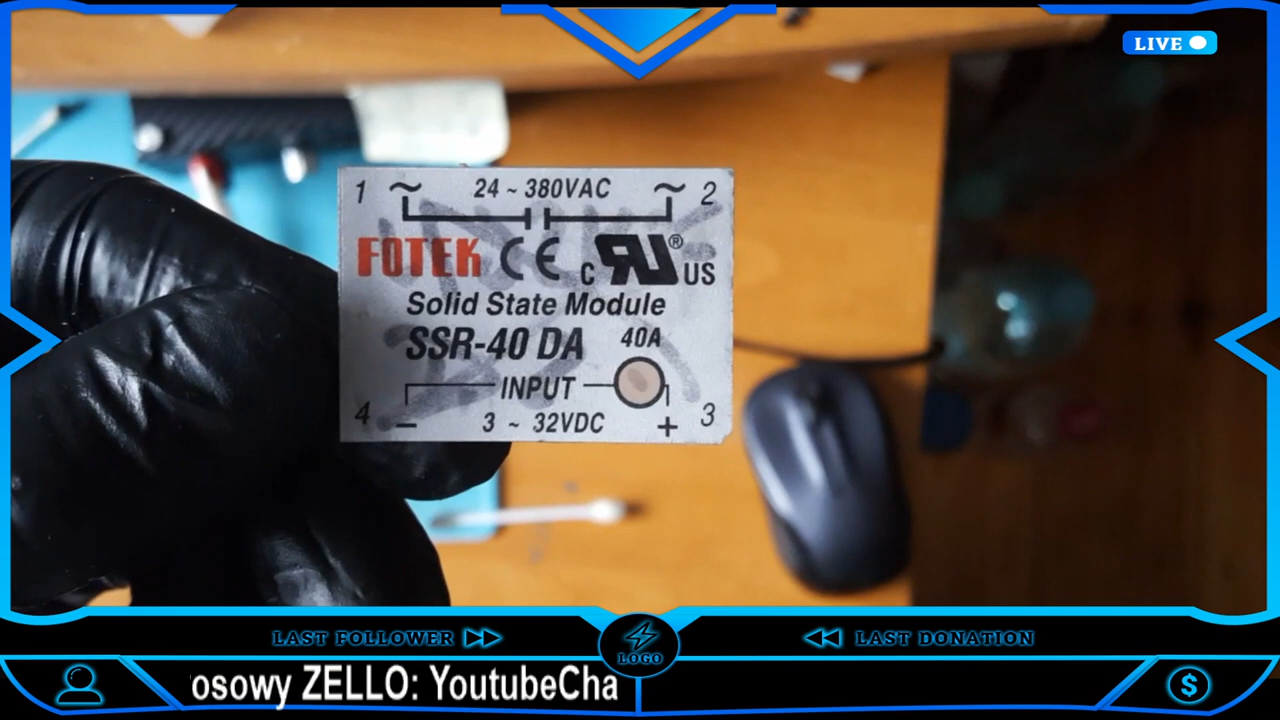 LIVE
1 ~ 24 ~ 380VAC ~ 2
FOTEK CE c RU® US
Solid State Module
SSR-40 DA 40A
INPUT
4 − 3 ~ 32VDC + 3
LAST FOLLOWER
LOGO
LAST DONATION
osowy ZELLO: YoutubeCha
$